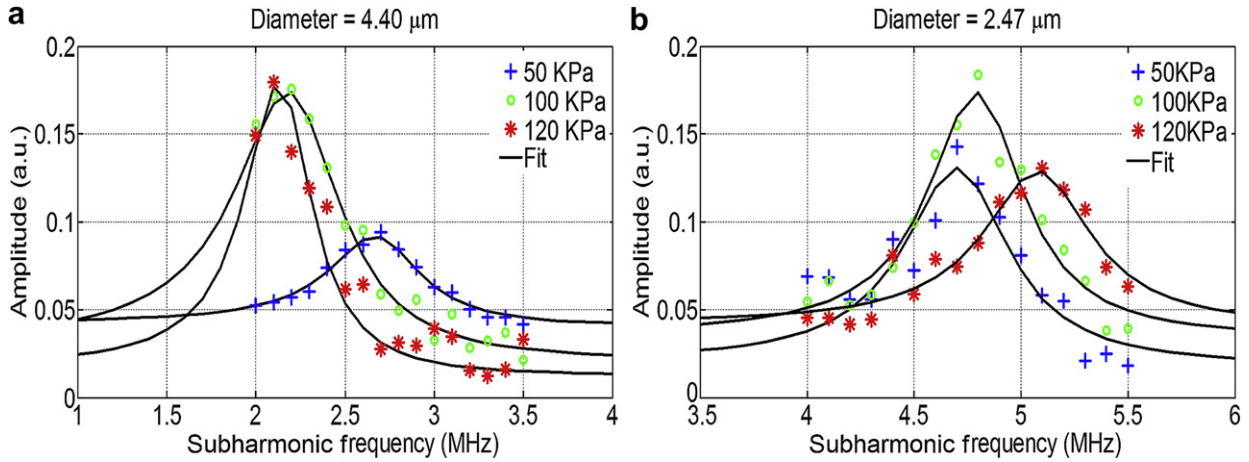 a
Diameter = 4.40 μm
Amplitude (a.u.)
0.2
0.15
0.1
0.05
0
50 KPa
100 KPa
120 KPa
Fit
1 1.5 2 2.5 3 3.5 4
Subharmonic frequency (MHz)
b
Diameter = 2.47 μm
Amplitude (a.u.)
0.2
0.15
0.1
0.05
0
50KPa
100KPa
120KPa
Fit
3.5 4 4.5 5 5.5 6
Subharmonic frequency (MHz)